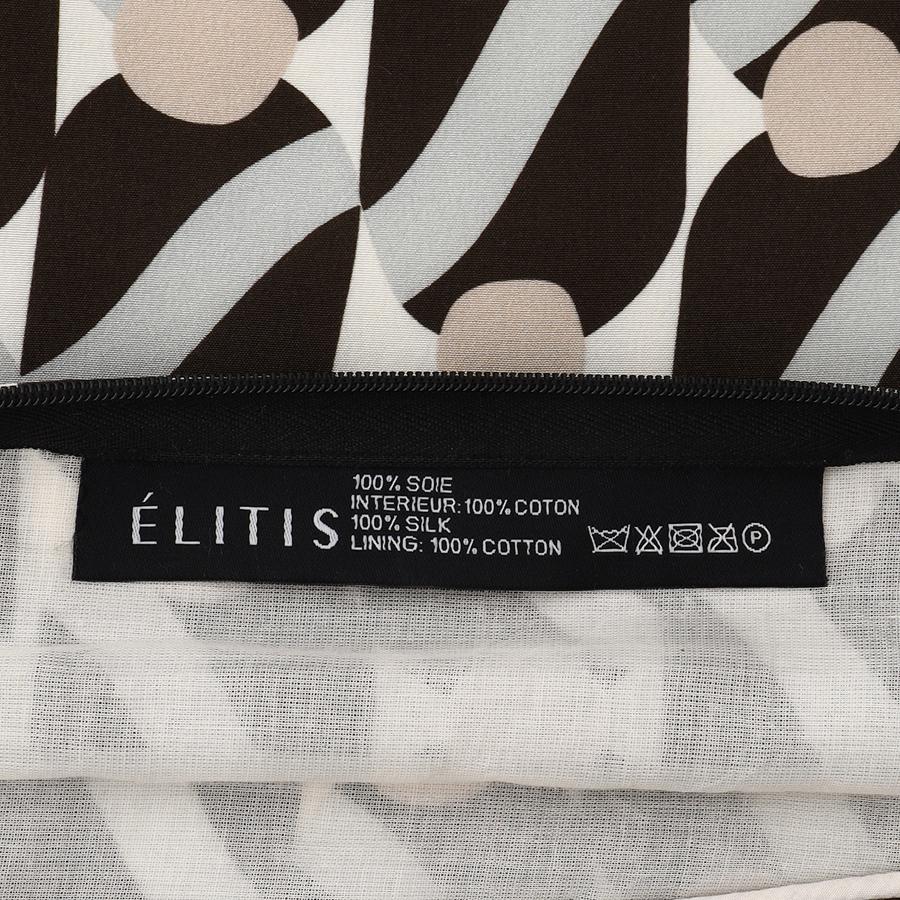 ÉLITIS
100% SOIE
INTERIEUR:100% COTON
100% SILK
LINING: 100% COTTON
P